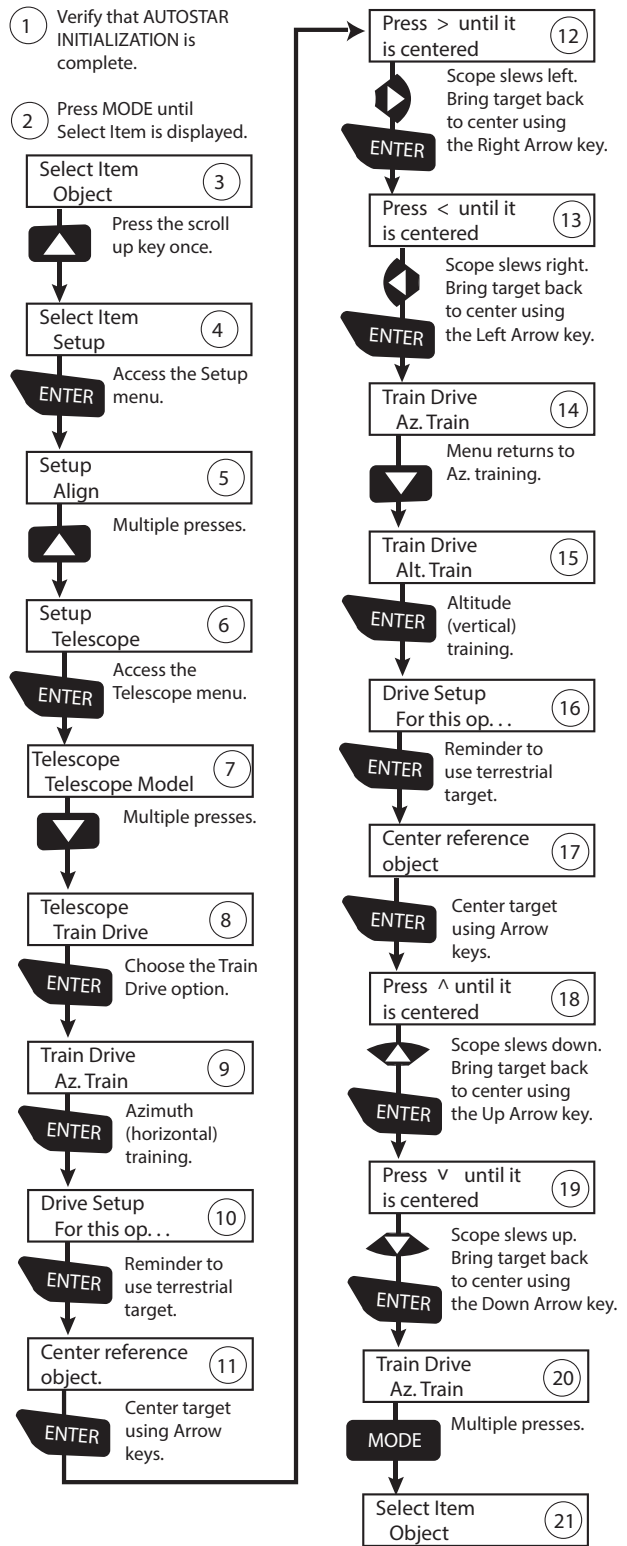 1
Verify that AUTOSTAR
INITIALIZATION is
complete.
2
Press MODE until
Select Item is displayed.
Select Item
Object
3
Press the scroll
up key once.
Select Item
Setup
4
ENTER
Access the Setup
menu.
Setup
Align
5
Multiple presses.
Setup
Telescope
6
ENTER
Access the
Telescope menu.
Telescope
Telescope Model
7
Multiple presses.
Telescope
Train Drive
8
ENTER
Choose the Train
Drive option.
Train Drive
Az. Train
9
ENTER
Azimuth
(horizontal)
training.
Drive Setup
For this op. . .
10
ENTER
Reminder to
use terrestrial
target.
Center reference
object.
11
ENTER
Center target
using Arrow
keys.
Press > until it
is centered
12
Scope slews left.
Bring target back
to center using
the Right Arrow key.
ENTER
Press < until it
is centered
13
Scope slews right.
Bring target back
to center using
the Left Arrow key.
ENTER
Train Drive
Az. Train
14
Menu returns to
Az. training.
Train Drive
Alt. Train
15
ENTER
Altitude
(vertical)
training.
Drive Setup
For this op. . .
16
ENTER
Reminder to
use terrestrial
target.
Center reference
object
17
ENTER
Center target
using Arrow
keys.
Press ^ until it
is centered
18
Scope slews down.
Bring target back
to center using
the Up Arrow key.
ENTER
Press v until it
is centered
19
Scope slews up.
Bring target back
to center using
the Down Arrow key.
ENTER
Train Drive
Az. Train
20
MODE
Multiple presses.
Select Item
Object
21